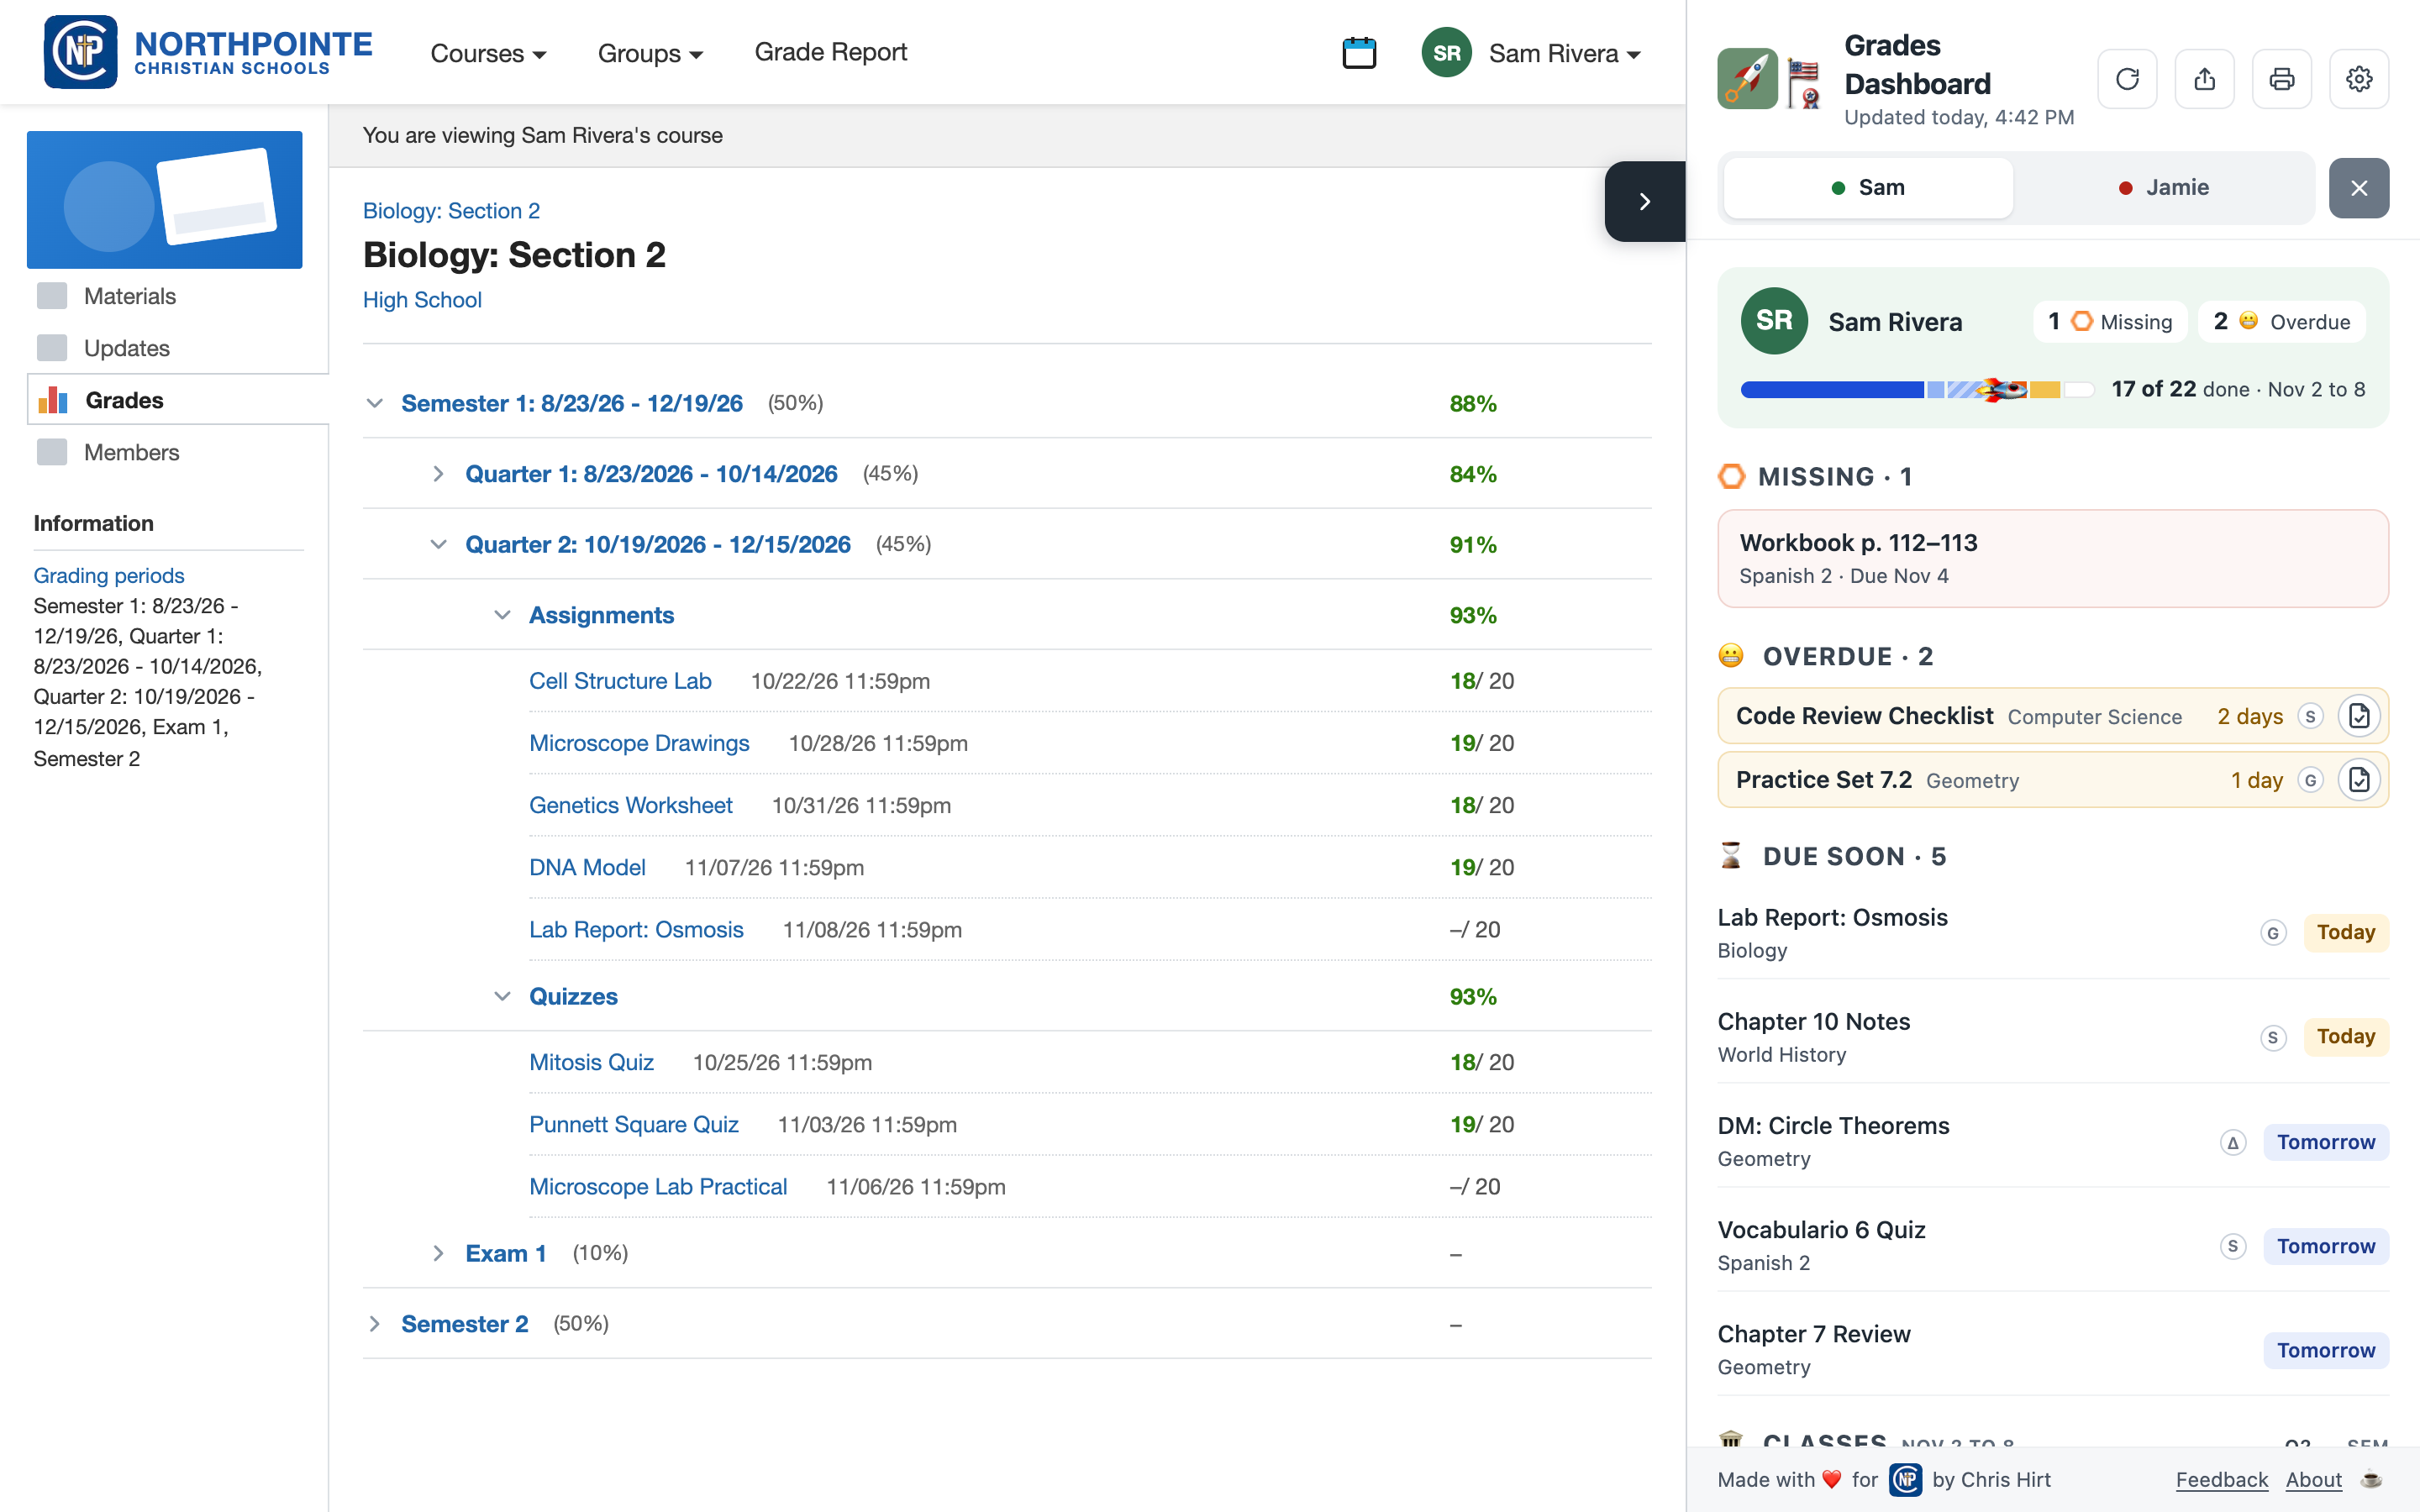 NORTHPOINTE
CHRISTIAN SCHOOLS
Courses
Groups
Grade Report
SR
Sam Rivera
You are viewing Sam Rivera's course
Materials
Updates
Grades
Members
Information
Grading periods
Semester 1: 8/23/26 -
12/19/26, Quarter 1:
8/23/2026 - 10/14/2026,
Quarter 2: 10/19/2026 -
12/15/2026, Exam 1,
Semester 2
Biology: Section 2
Biology: Section 2
High School
Semester 1: 8/23/26 - 12/19/26 (50%) 88%
Quarter 1: 8/23/2026 - 10/14/2026 (45%) 84%
Quarter 2: 10/19/2026 - 12/15/2026 (45%) 91%
Assignments 93%
Cell Structure Lab 10/22/26 11:59pm 18/ 20
Microscope Drawings 10/28/26 11:59pm 19/ 20
Genetics Worksheet 10/31/26 11:59pm 18/ 20
DNA Model 11/07/26 11:59pm 19/ 20
Lab Report: Osmosis 11/08/26 11:59pm –/ 20
Quizzes 93%
Mitosis Quiz 10/25/26 11:59pm 18/ 20
Punnett Square Quiz 11/03/26 11:59pm 19/ 20
Microscope Lab Practical 11/06/26 11:59pm –/ 20
Exam 1 (10%) –
Semester 2 (50%) –
Grades
Dashboard
Updated today, 4:42 PM
Sam
Jamie
SR Sam Rivera 1 Missing 2 Overdue
17 of 22 done · Nov 2 to 8
MISSING · 1
Workbook p. 112–113
Spanish 2 · Due Nov 4
OVERDUE · 2
Code Review Checklist Computer Science 2 days S
Practice Set 7.2 Geometry 1 day G
DUE SOON · 5
Lab Report: Osmosis
Biology
G Today
Chapter 10 Notes
World History
S Today
DM: Circle Theorems
Geometry
Δ Tomorrow
Vocabulario 6 Quiz
Spanish 2
S Tomorrow
Chapter 7 Review
Geometry
Tomorrow
CLASSES NOV 2 TO 8 Q2 SEM
Made with ❤️ for NP by Chris Hirt
Feedback About